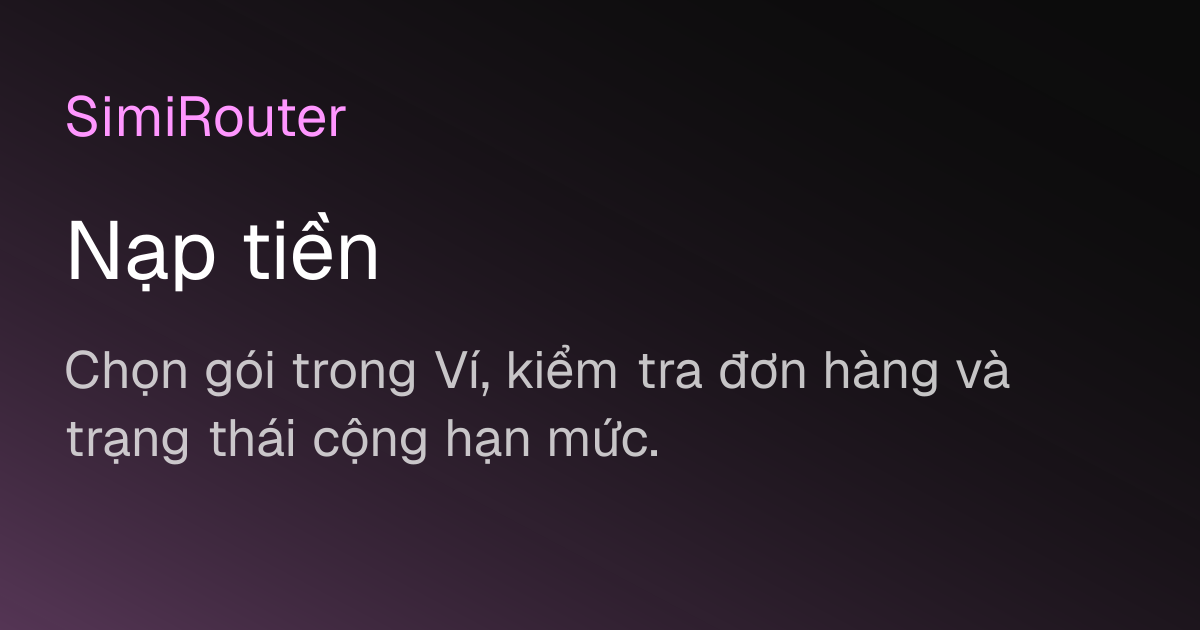 SimiRouter
Nạp tiền
Chọn gói trong Ví, kiểm tra đơn hàng và
trạng thái cộng hạn mức.